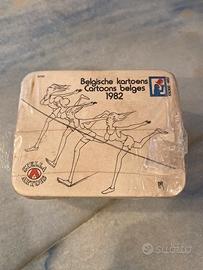 Belgische kartoens
Cartoons belges
1982
STELLA
ARTOIS
subito